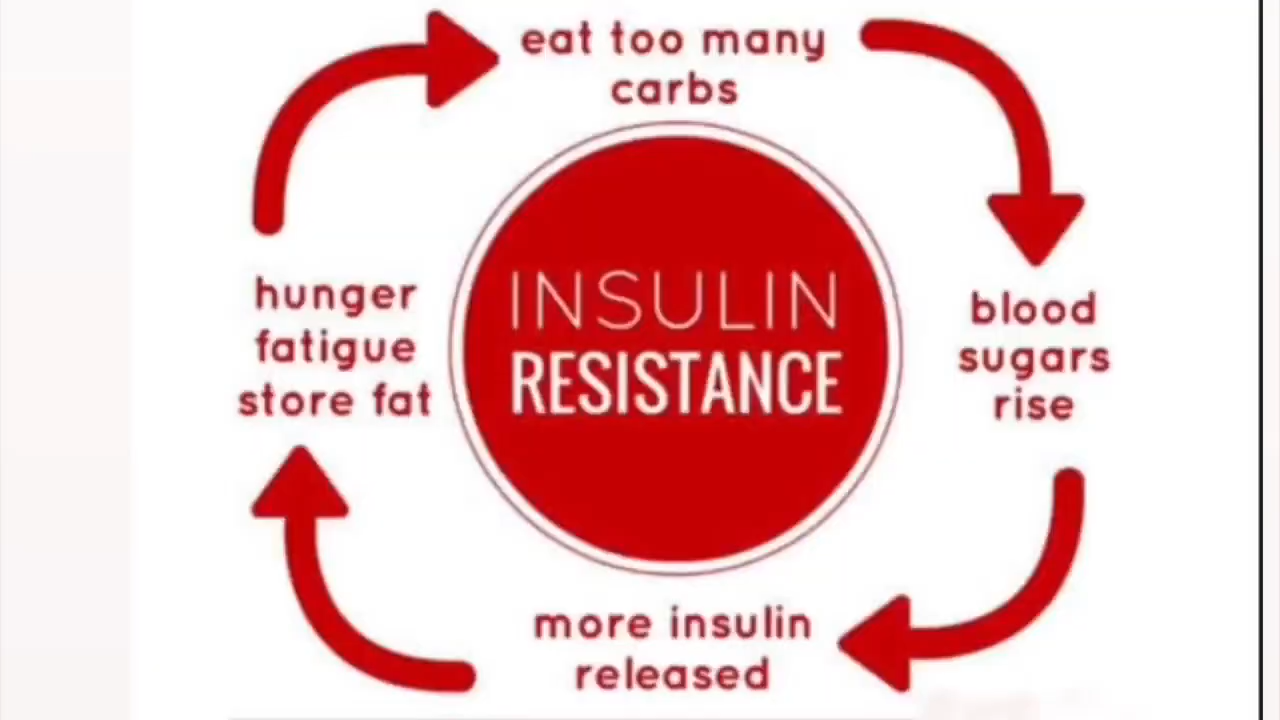 eat too many
carbs
blood
sugars
rise
more insulin
released
hunger
fatigue
store fat
INSULIN
RESISTANCE